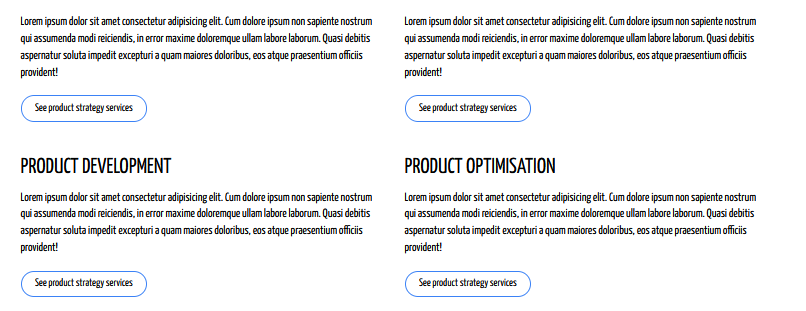 Lorem ipsum dolor sit amet consectetur adipisicing elit. Cum dolore ipsum non sapiente nostrum
qui assumenda modi reiciendis, in error maxime doloremque ullam labore laborum. Quasi debitis
aspernatur soluta impedit excepturi a quam maiores doloribus, eos atque praesentium officiis
provident!
See product strategy services
Lorem ipsum dolor sit amet consectetur adipisicing elit. Cum dolore ipsum non sapiente nostrum
qui assumenda modi reiciendis, in error maxime doloremque ullam labore laborum. Quasi debitis
aspernatur soluta impedit excepturi a quam maiores doloribus, eos atque praesentium officiis
provident!
See product strategy services
PRODUCT DEVELOPMENT
Lorem ipsum dolor sit amet consectetur adipisicing elit. Cum dolore ipsum non sapiente nostrum
qui assumenda modi reiciendis, in error maxime doloremque ullam labore laborum. Quasi debitis
aspernatur soluta impedit excepturi a quam maiores doloribus, eos atque praesentium officiis
provident!
See product strategy services
PRODUCT OPTIMISATION
Lorem ipsum dolor sit amet consectetur adipisicing elit. Cum dolore ipsum non sapiente nostrum
qui assumenda modi reiciendis, in error maxime doloremque ullam labore laborum. Quasi debitis
aspernatur soluta impedit excepturi a quam maiores doloribus, eos atque praesentium officiis
provident!
See product strategy services